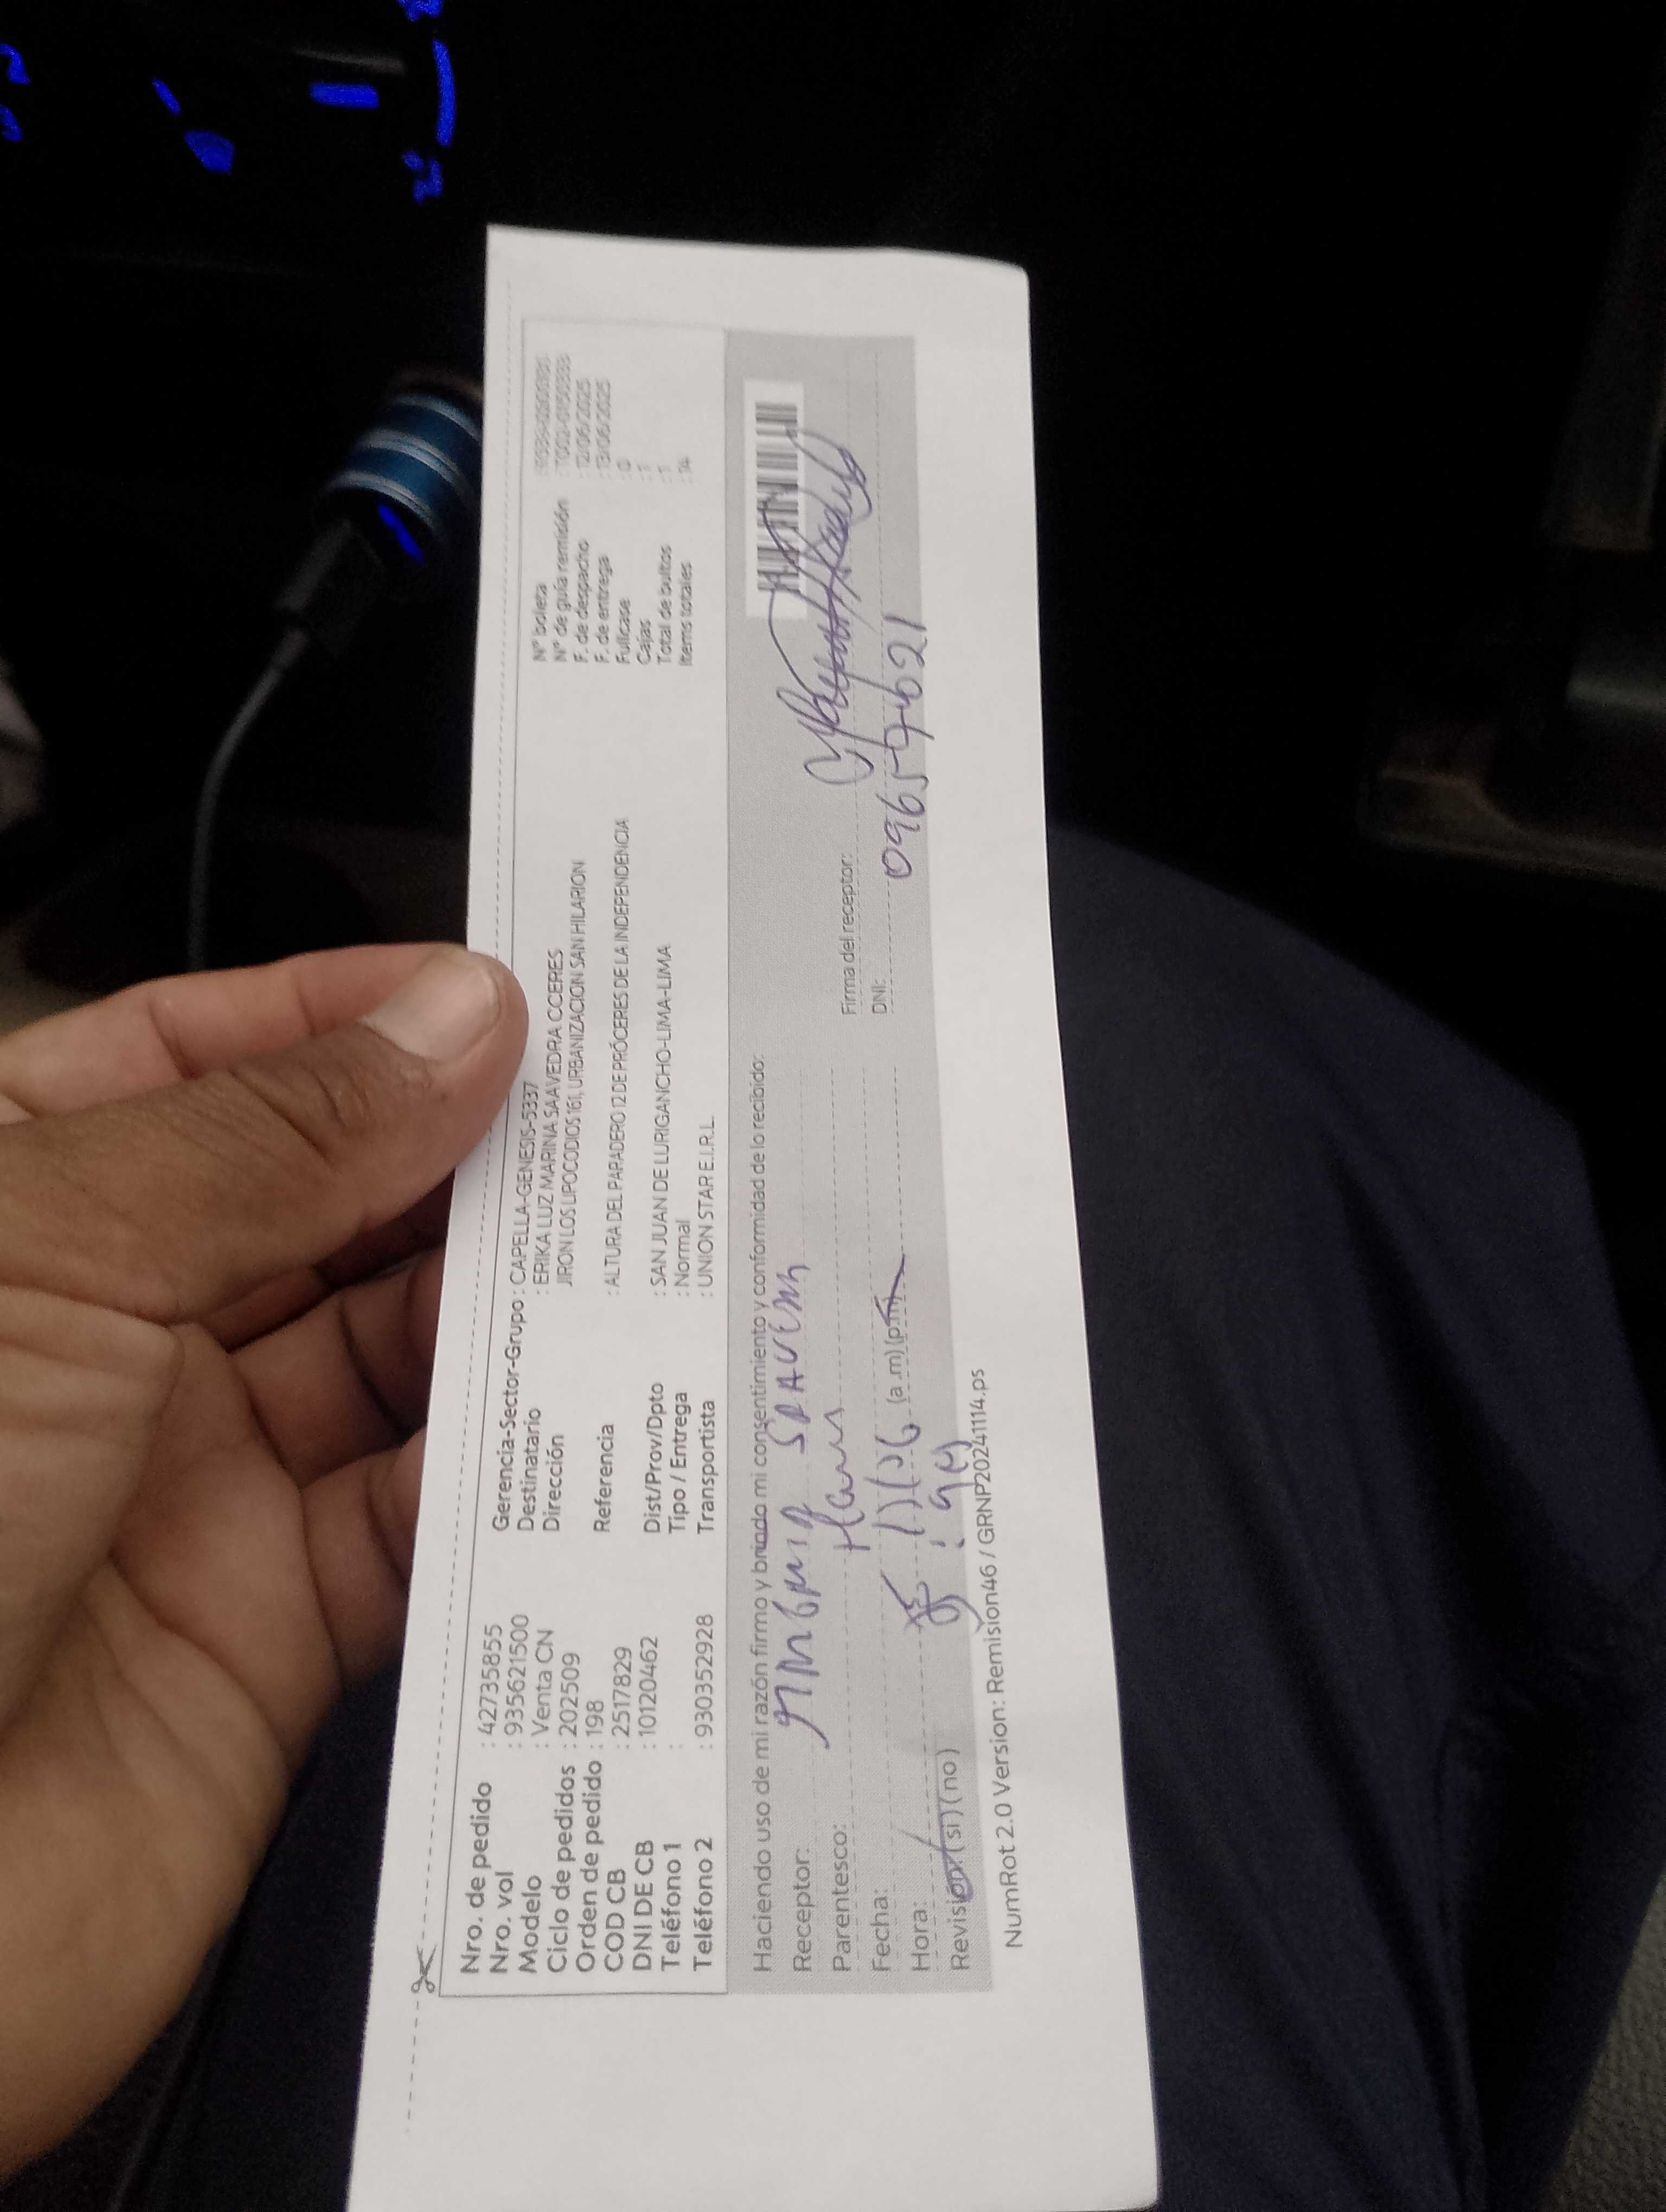 Nro. de pedido : 42735855
Nro. vol : 935621500
Modelo : Venta CN
Ciclo de pedidos : 202509
Orden de pedido : 198
COD CB : 2517829
DNI DE CB : 10120462
Teléfono 1 :
Teléfono 2 : 930352928
Gerencia-Sector-Grupo : CAPELLA-GENESIS-5337
Destinatario : ERIKA LUZ MARINA SAAVEDRA CCERES
Dirección JIRON LOS LIPOCODIOS 161, URBANIZACION SAN HILARION
Referencia : ALTURA DEL PARADERO 12 DE PRÓCERES DE LA INDEPENDENCIA
Dist/Prov/Dpto : SAN JUAN DE LURIGANCHO-LIMA-LIMA
Tipo / Entrega : Normal
Transportista : UNION STAR E.I.R.L.
N° boleta
N° de guía remisión
F. de despacho : 12/06/2025
F. de entrega : 13/06/2025
Fullcase : 0
Cajas : 1
Total de bultos : 1
Items totales : 14
Haciendo uso de mi razón firmo y brindo mi consentimiento y conformidad de lo recibido:
Receptor:
Parentesco:
Fecha:
Hora: (a.m) (p.m)
Revisión (si) (no)
Firma del receptor:
DNI: 09657621
NumRot 2.0 Version: Remision46 / GRNP20241114.ps